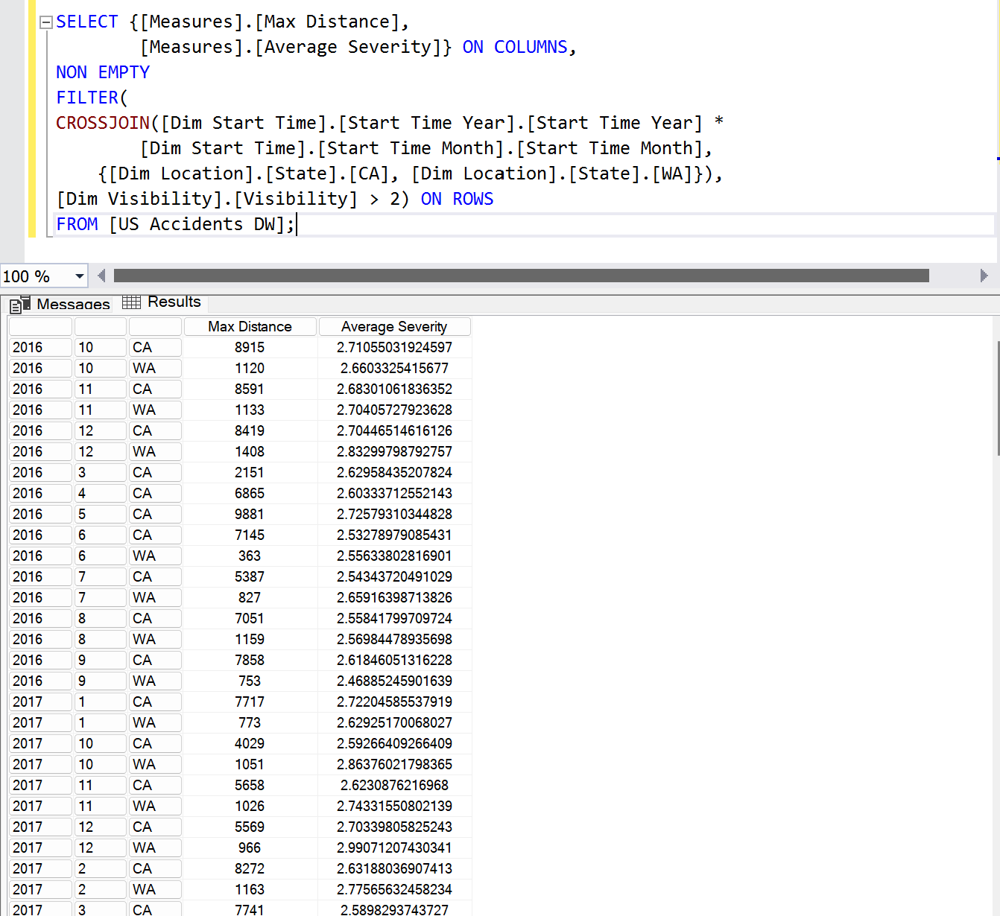 SELECT {[Measures].[Max Distance],
[Measures].[Average Severity]} ON COLUMNS,
NON EMPTY
FILTER(
CROSSJOIN([Dim Start Time].[Start Time Year].[Start Time Year] *
[Dim Start Time].[Start Time Month].[Start Time Month],
{[Dim Location].[State].[CA], [Dim Location].[State].[WA]}),
[Dim Visibility].[Visibility] > 2) ON ROWS
FROM [US Accidents DW];
100 %
Messages Results
Max Distance Average Severity
2016 10 CA 8915 2.71055031924597
2016 10 WA 1120 2.6603325415677
2016 11 CA 8591 2.68301061836352
2016 11 WA 1133 2.70405727923628
2016 12 CA 8419 2.70446514616126
2016 12 WA 1408 2.83299798792757
2016 3 CA 2151 2.62958435207824
2016 4 CA 6865 2.60333712552143
2016 5 CA 9881 2.72579310344828
2016 6 CA 7145 2.53278979085431
2016 6 WA 363 2.55633802816901
2016 7 CA 5387 2.54343720491029
2016 7 WA 827 2.65916398713826
2016 8 CA 7051 2.55841799709724
2016 8 WA 1159 2.56984478935698
2016 9 CA 7858 2.61846051316228
2016 9 WA 753 2.46885245901639
2017 1 CA 7717 2.72204585537919
2017 1 WA 773 2.62925170068027
2017 10 CA 4029 2.59266409266409
2017 10 WA 1051 2.86376021798365
2017 11 CA 5658 2.6230876216968
2017 11 WA 1026 2.74331550802139
2017 12 CA 5569 2.70339805825243
2017 12 WA 966 2.99071207430341
2017 2 CA 8272 2.63188036907413
2017 2 WA 1163 2.77565632458234
2017 3 CA 7741 2.5898293743727